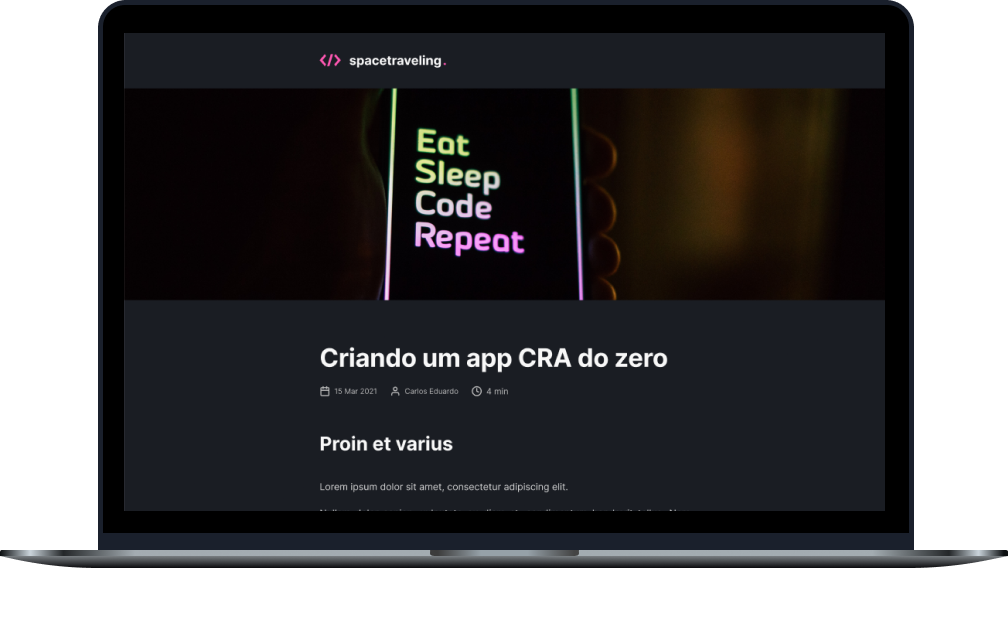 </> spacetraveling.
Eat
Sleep
Code
Repeat
Criando um app CRA do zero
15 Mar 2021 Carlos Eduardo 4 min
Proin et varius
Lorem ipsum dolor sit amet, consectetur adipiscing elit.